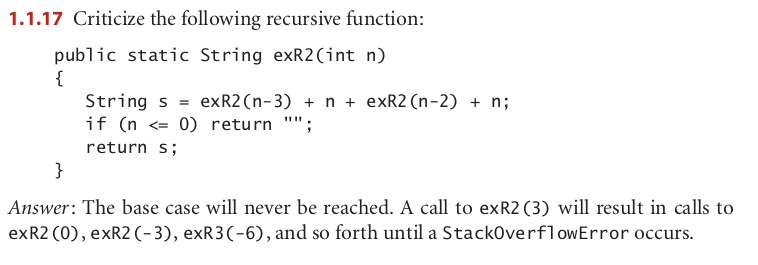 1.1.17 Criticize the following recursive function:
public static String exR2(int n)
{
String s = exR2(n-3) + n + exR2(n-2) + n;
if (n <= 0) return "";
return s;
}
Answer: The base case will never be reached. A call to exR2(3) will result in calls to
exR2(0), exR2(-3), exR3(-6), and so forth until a StackOverflowError occurs.